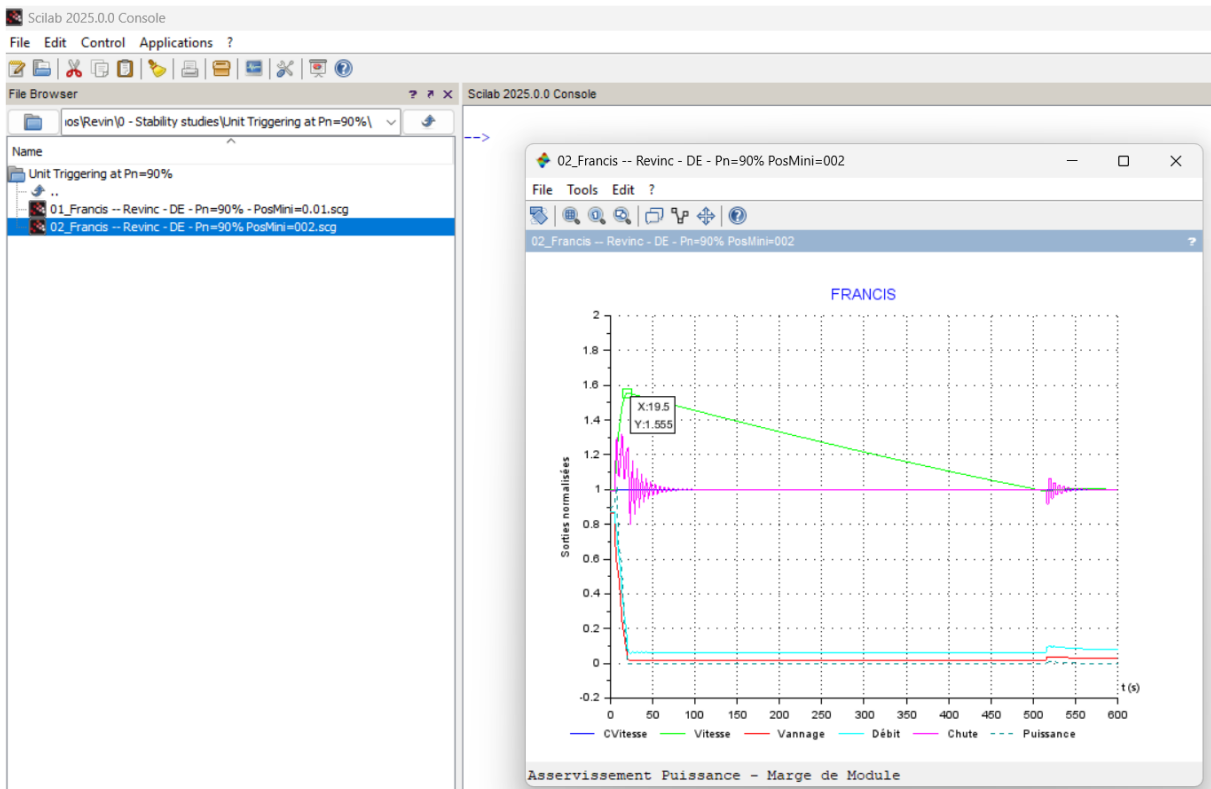 Scilab 2025.0.0 Console
File Edit Control Applications ?
File Browser
Scilab 2025.0.0 Console
ıos\Revin\0 - Stability studies\Unit Triggering at Pn=90%\
-->
Name
Unit Triggering at Pn=90%
..
01_Francis -- Revinc - DE - Pn=90% - PosMini=0.01.scg
02_Francis -- Revinc - DE - Pn=90% PosMini=002.scg
02_Francis -- Revinc - DE - Pn=90% PosMini=002
File Tools Edit ?
02_Francis -- Revinc - DE - Pn=90% PosMini=002
?
FRANCIS
2
1.8
1.6
1.4
1.2
1
0.8
0.6
0.4
0.2
0
-0.2
Sorties normalisées
X:19.5
Y:1.555
t (s)
0 50 100 150 200 250 300 350 400 450 500 550 600
CVitesse Vitesse Vannage Débit Chute Puissance
Asservissement Puissance - Marge de Module